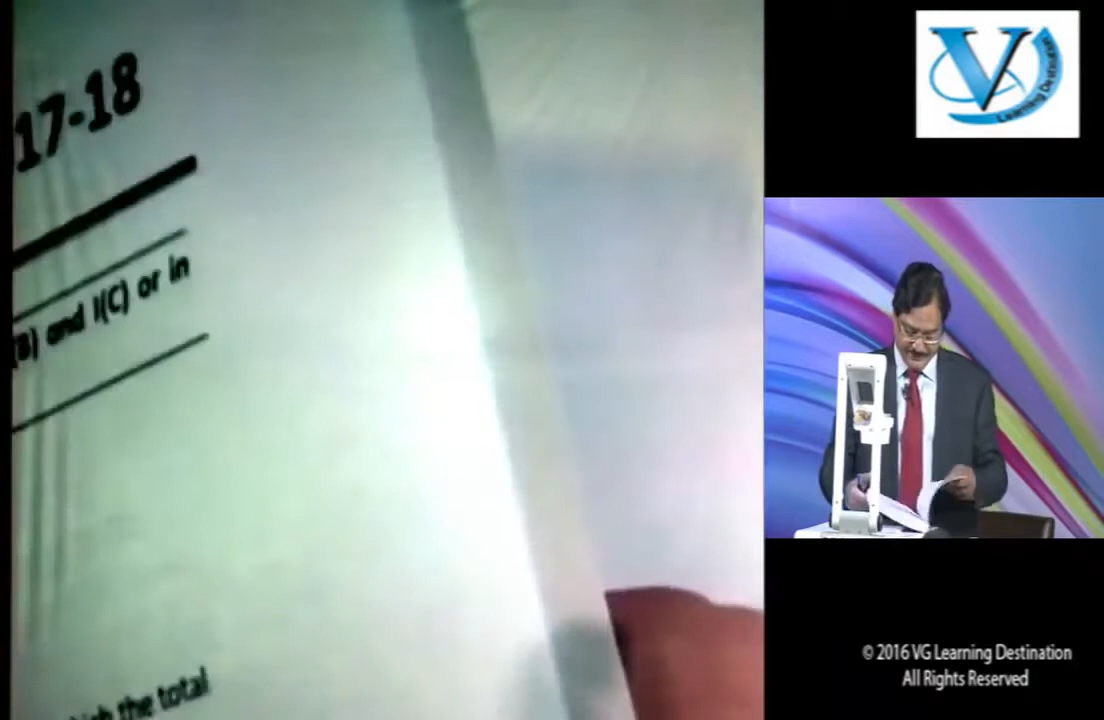 17-18
(B) and I(C) or in
the total
V
Learning Destination
© 2016 VG Learning Destination
All Rights Reserved